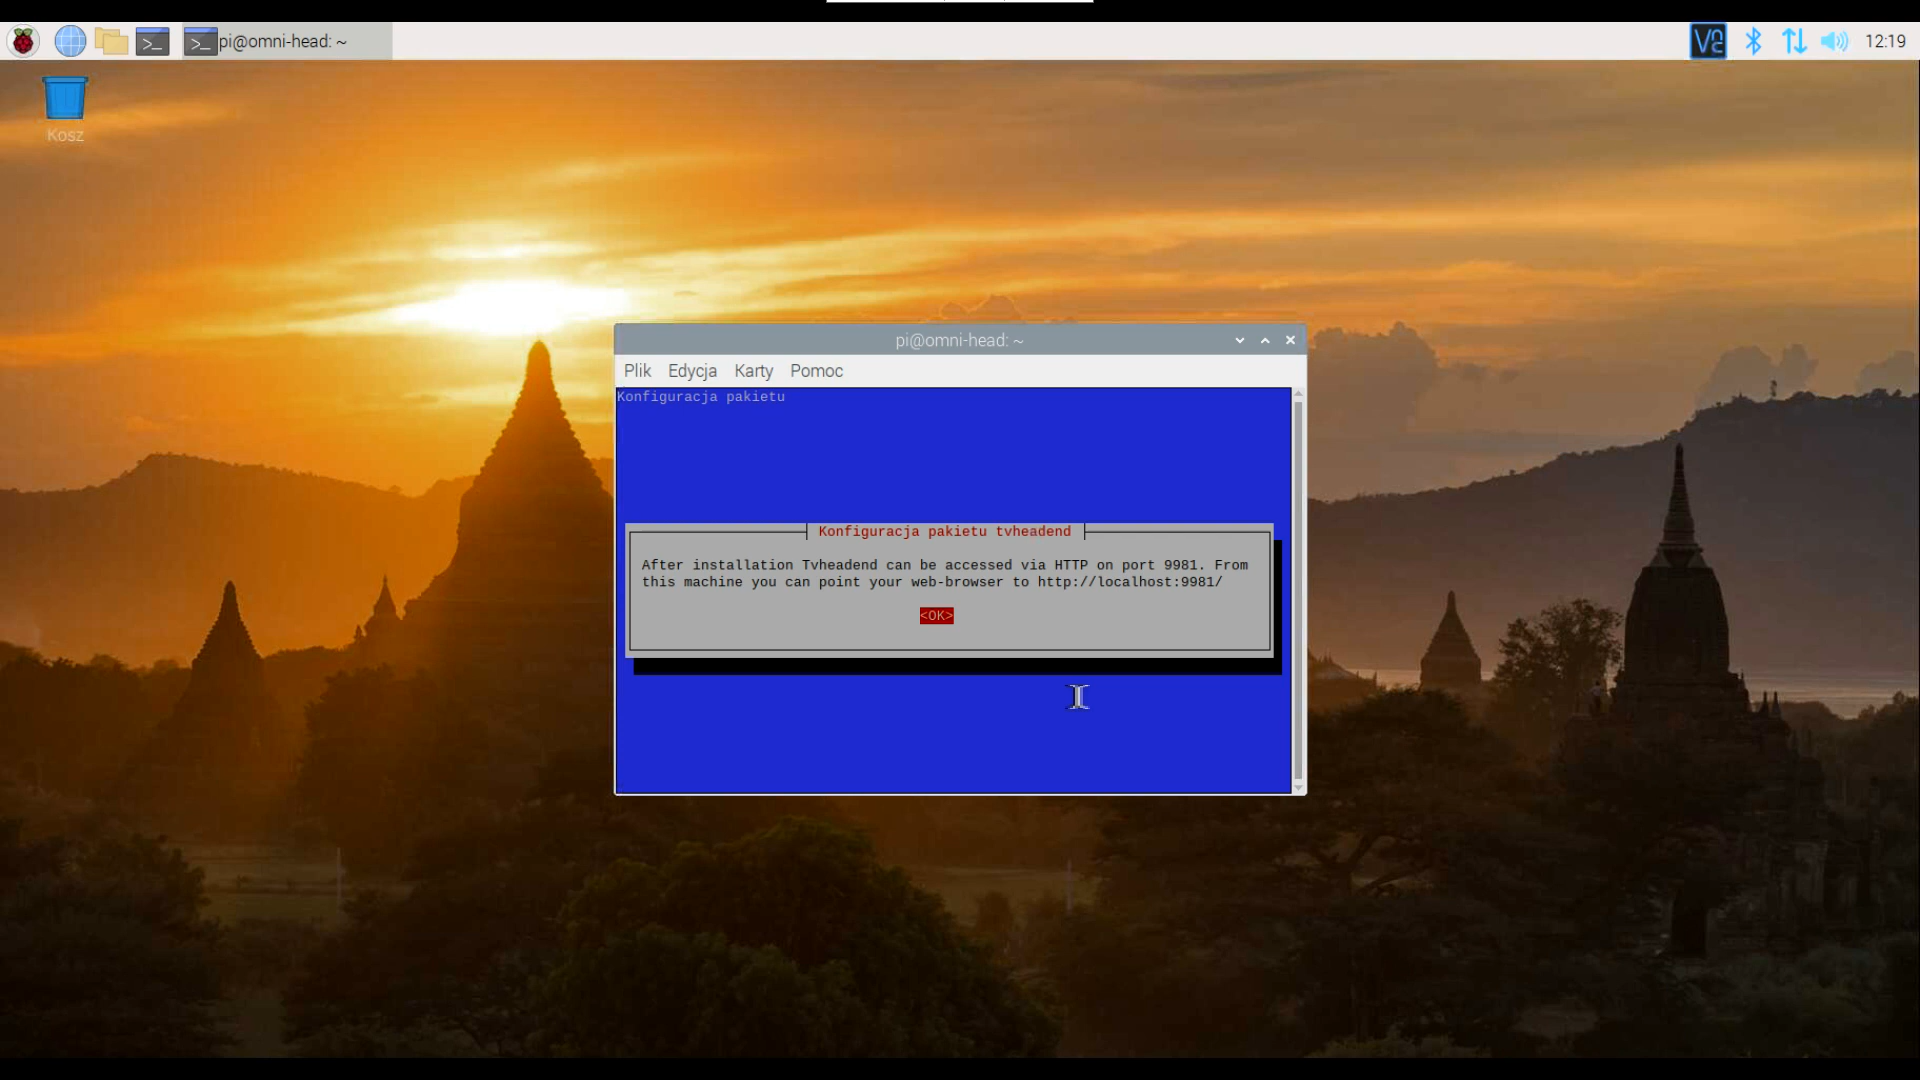 pi@omni-head: ~
12:19
Kosz
pi@omni-head: ~
Plik Edycja Karty Pomoc
Konfiguracja pakietu
Konfiguracja pakietu tvheadend
After installation Tvheadend can be accessed via HTTP on port 9981. From
this machine you can point your web-browser to http://localhost:9981/
<OK>